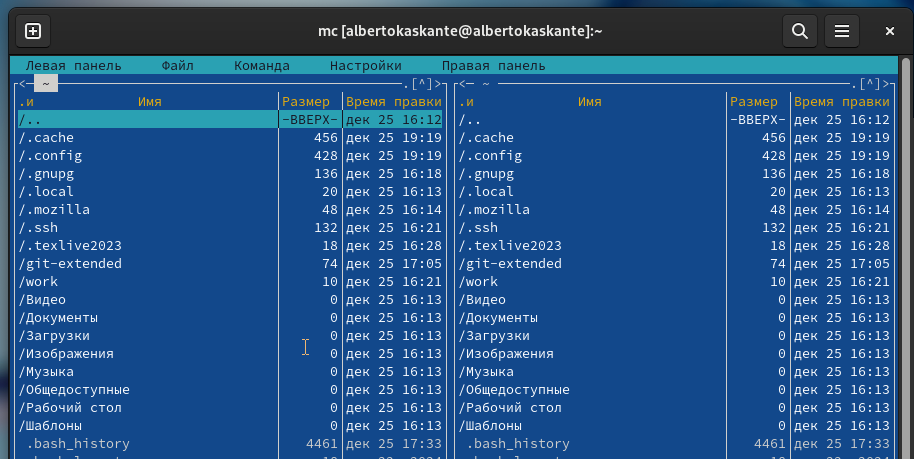 mc [albertokaskante@albertokaskante]:~
Левая панель Файл Команда Настройки Правая панель
<─ ~ .[^]> <─ ~ .[^]>
.и Имя Размер Время правки .и Имя Размер Время правки
/.. -ВВЕРХ- дек 25 16:12 /.. -ВВЕРХ- дек 25 16:12
/.cache 456 дек 25 19:19 /.cache 456 дек 25 19:19
/.config 428 дек 25 19:19 /.config 428 дек 25 19:19
/.gnupg 136 дек 25 16:18 /.gnupg 136 дек 25 16:18
/.local 20 дек 25 16:13 /.local 20 дек 25 16:13
/.mozilla 48 дек 25 16:14 /.mozilla 48 дек 25 16:14
/.ssh 132 дек 25 16:21 /.ssh 132 дек 25 16:21
/.texlive2023 18 дек 25 16:28 /.texlive2023 18 дек 25 16:28
/git-extended 74 дек 25 17:05 /git-extended 74 дек 25 17:05
/work 10 дек 25 16:21 /work 10 дек 25 16:21
/Видео 0 дек 25 16:13 /Видео 0 дек 25 16:13
/Документы 0 дек 25 16:13 /Документы 0 дек 25 16:13
/Загрузки 0 дек 25 16:13 /Загрузки 0 дек 25 16:13
/Изображения 0 дек 25 16:13 /Изображения 0 дек 25 16:13
/Музыка 0 дек 25 16:13 /Музыка 0 дек 25 16:13
/Общедоступные 0 дек 25 16:13 /Общедоступные 0 дек 25 16:13
/Рабочий стол 0 дек 25 16:13 /Рабочий стол 0 дек 25 16:13
/Шаблоны 0 дек 25 16:13 /Шаблоны 0 дек 25 16:13
.bash_history 4461 дек 25 17:33 .bash_history 4461 дек 25 17:33